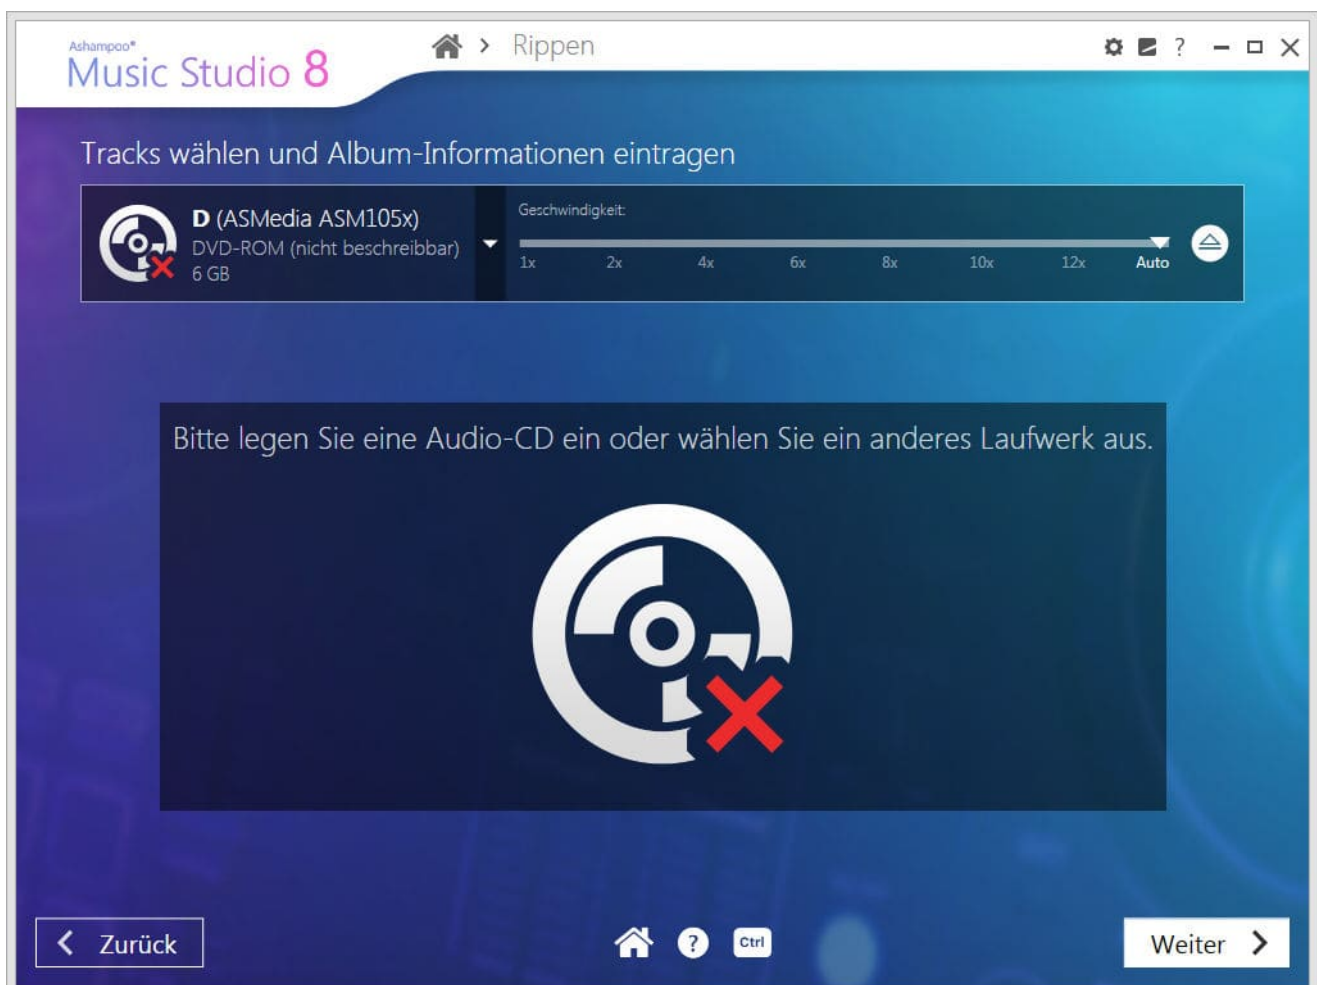 Ashampoo®
Music Studio 8
> Rippen
?
Tracks wählen und Album-Informationen eintragen
D (ASMedia ASM105x)
DVD-ROM (nicht beschreibbar)
6 GB
Geschwindigkeit:
1x 2x 4x 6x 8x 10x 12x Auto
Bitte legen Sie eine Audio-CD ein oder wählen Sie ein anderes Laufwerk aus.
Zurück
?
Ctrl
Weiter